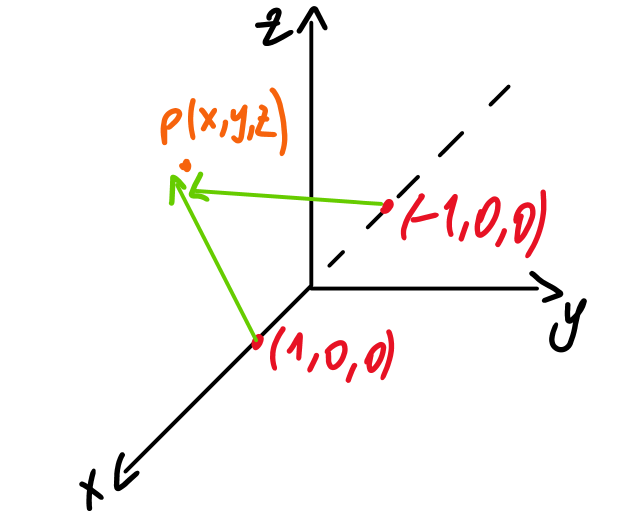 z
P(x,y,z)
(-1,0,0)
y
(1,0,0)
x